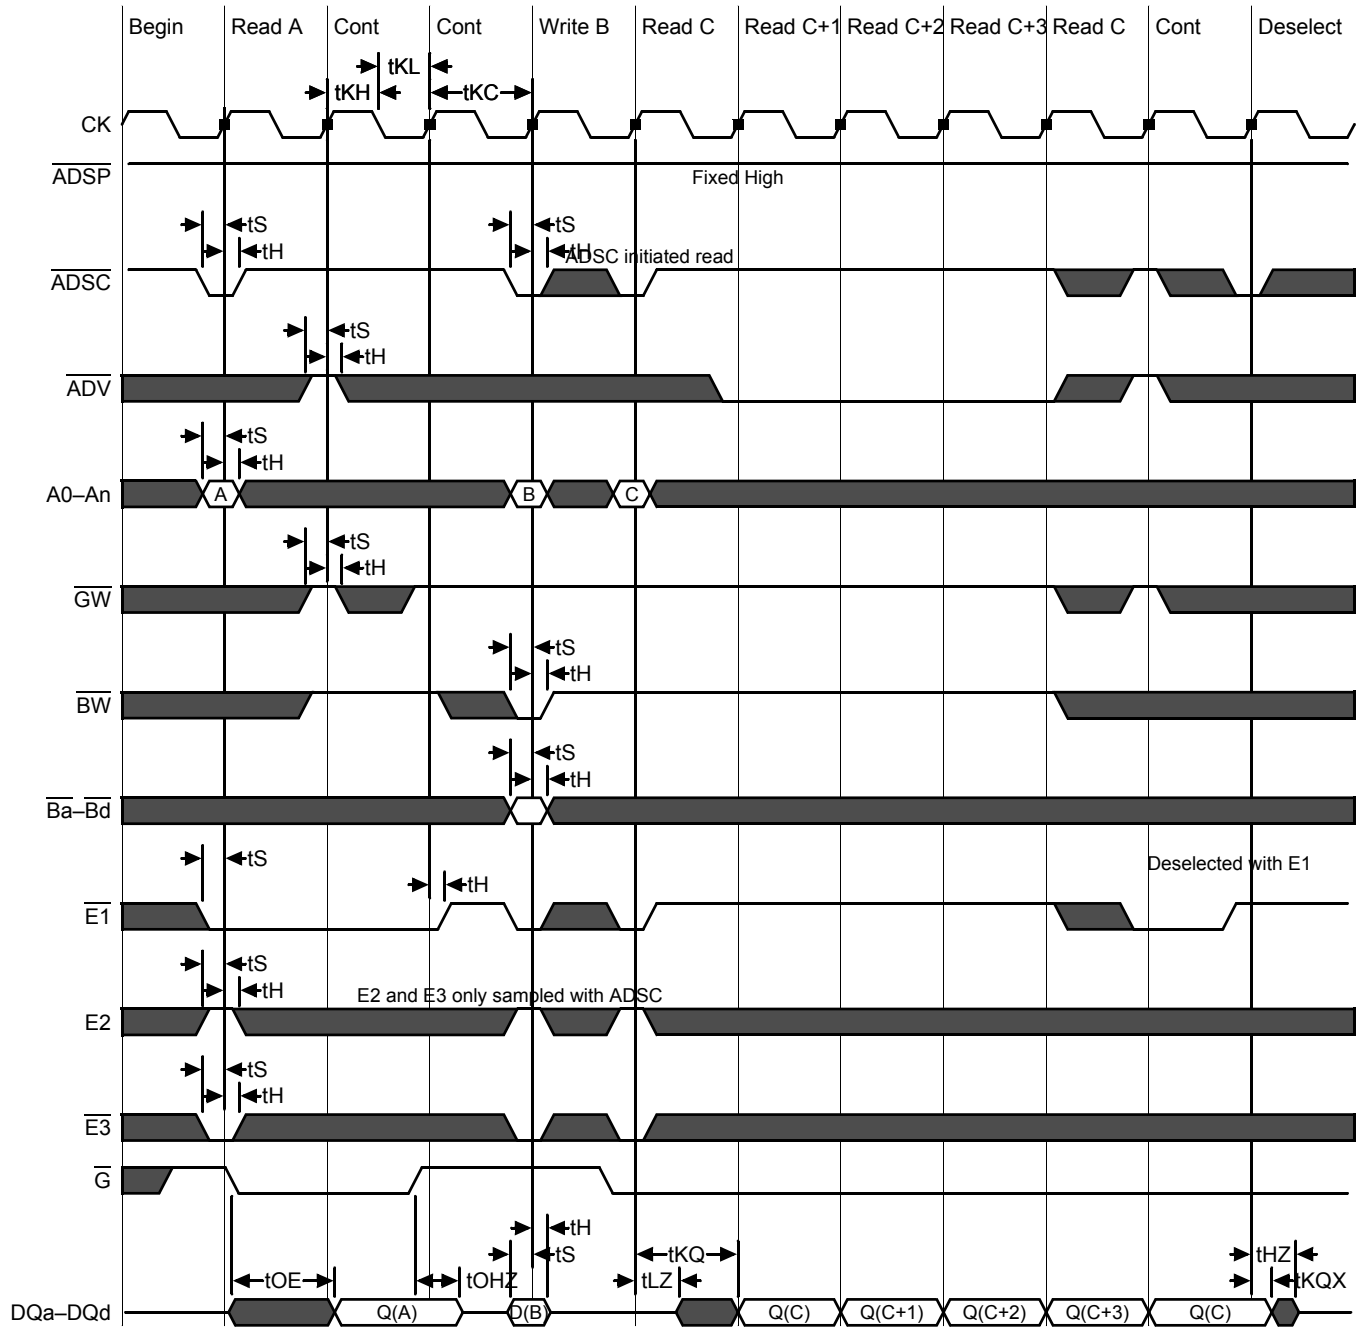 Begin Read A Cont Cont Write B Read C Read C+1 Read C+2 Read C+3 Read C Cont Deselect
tKL
tKH tKC
CK
ADSP
Fixed High
tS tS
tH tH
ADSC initiated read
ADSC
tS
tH
ADV
tS
tH
A0–An A B C
tS
tH
GW
tS
tH
BW
tS
tH
Ba–Bd
tS
Deselected with E1
tH
E1
tS
tH
E2 and E3 only sampled with ADSC
E2
tS
tH
E3
G
tH
tS tKQ tHZ
tOE tOHZ tLZ tKQX
DQa–DQd Q(A) D(B) Q(C) Q(C+1) Q(C+2) Q(C+3) Q(C)